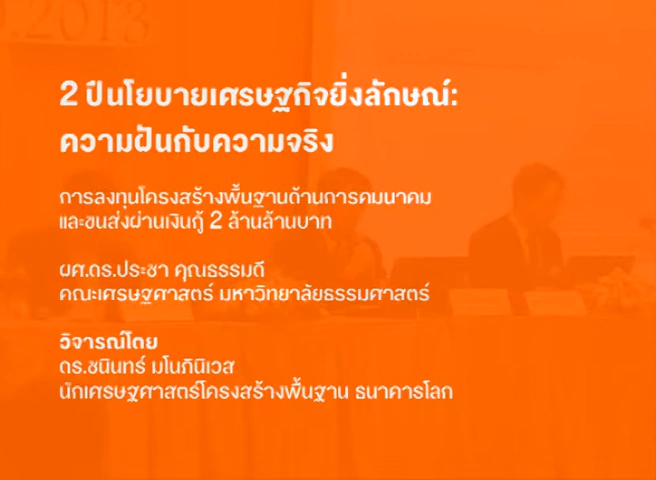 .2013
2 ปีนโยบายเศรษฐกิจยิ่งลักษณ์:
ความฝันกับความจริง
การลงทุนโครงสร้างพื้นฐานด้านการคมนาคม
และขนส่งผ่านเงินกู้ 2 ล้านล้านบาท
ผศ.ดร.ประชา คุณธรรมดี
คณะเศรษฐศาสตร์ มหาวิทยาลัยธรรมศาสตร์
วิจารณ์โดย
ดร.ชนินทร์ มโนภินิเวส
นักเศรษฐศาสตร์โครงสร้างพื้นฐาน ธนาคารโลก